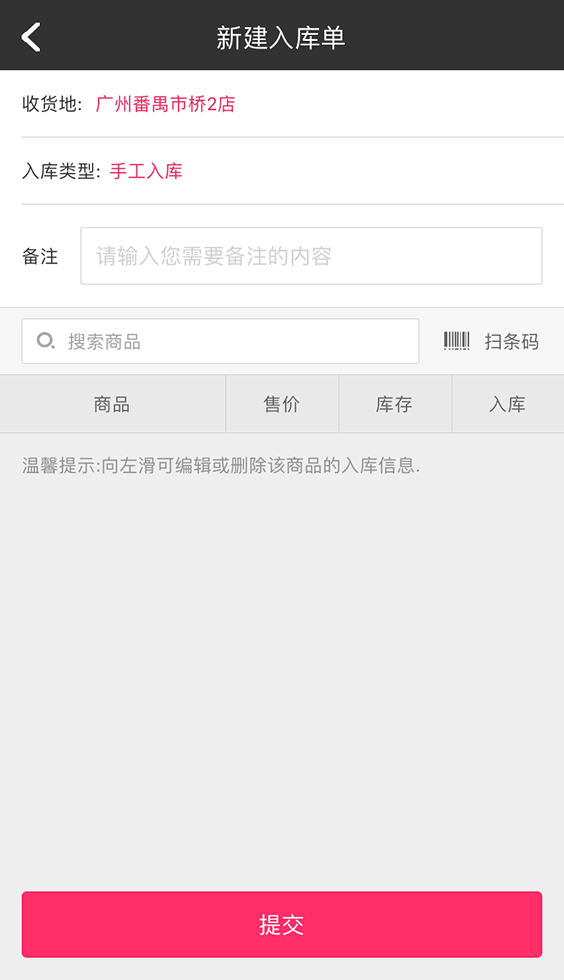 新建入库单
收货地: 广州番禺市桥2店
入库类型: 手工入库
备注 请输入您需要备注的内容
搜索商品 扫条码
商品 售价 库存 入库
温馨提示:向左滑可编辑或删除该商品的入库信息.
提交